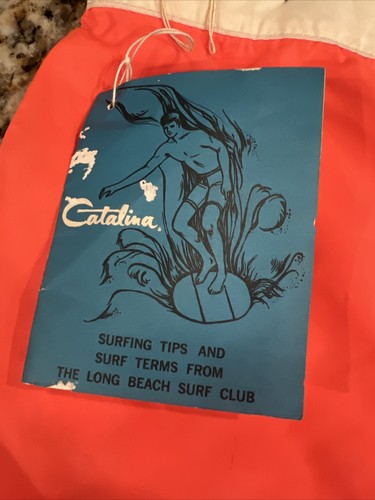 Catalina
SURFING TIPS AND
SURF TERMS FROM
THE LONG BEACH SURF CLUB